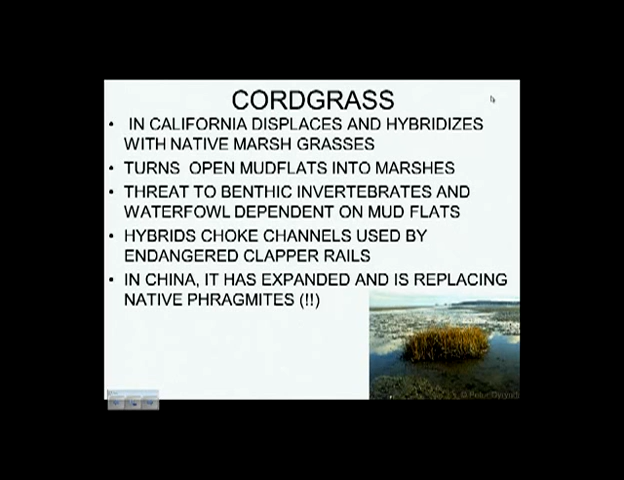 CORDGRASS
• IN CALIFORNIA DISPLACES AND HYBRIDIZES
WITH NATIVE MARSH GRASSES
• TURNS OPEN MUDFLATS INTO MARSHES
• THREAT TO BENTHIC INVERTEBRATES AND
WATERFOWL DEPENDENT ON MUD FLATS
• HYBRIDS CHOKE CHANNELS USED BY
ENDANGERED CLAPPER RAILS
• IN CHINA, IT HAS EXPANDED AND IS REPLACING
NATIVE PHRAGMITES (!!)